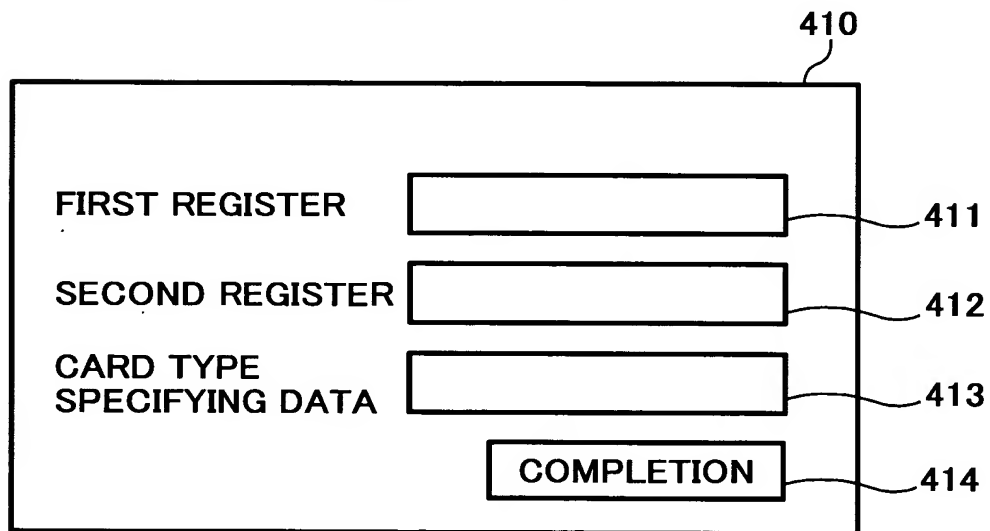 410
FIRST REGISTER
411
SECOND REGISTER
412
CARD TYPE
SPECIFYING DATA
413
COMPLETION
414